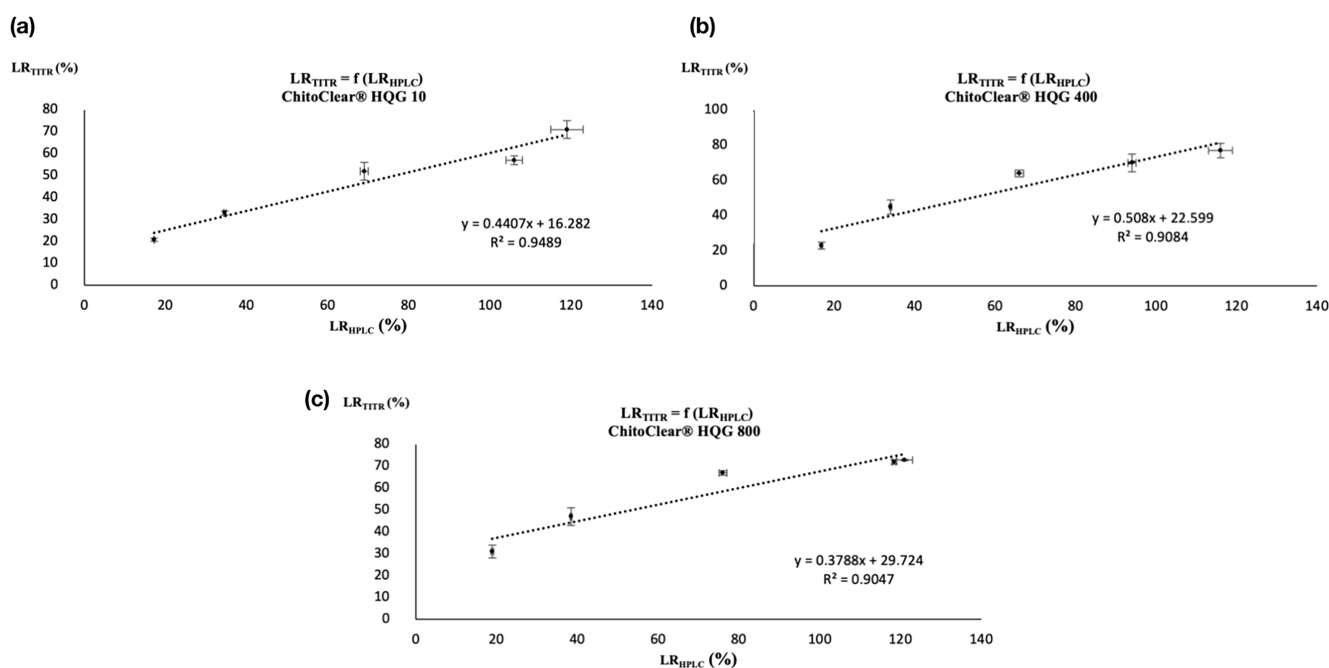 (a)
LR_TITR (%)
LR_TITR = f (LR_HPLC)
ChitoClear® HQG 10
80
70
60
50
40
30
20
10
0
y = 0.4407x + 16.282
R² = 0.9489
0 20 40 60 80 100 120 140
LR_HPLC (%)
(b)
LR_TITR (%)
LR_TITR = f (LR_HPLC)
ChitoClear® HQG 400
100
80
60
40
20
0
y = 0.508x + 22.599
R² = 0.9084
0 20 40 60 80 100 120 140
LR_HPLC (%)
(c)
LR_TITR (%)
LR_TITR = f (LR_HPLC)
ChitoClear® HQG 800
80
70
60
50
40
30
20
10
0
y = 0.3788x + 29.724
R² = 0.9047
0 20 40 60 80 100 120 140
LR_HPLC (%)